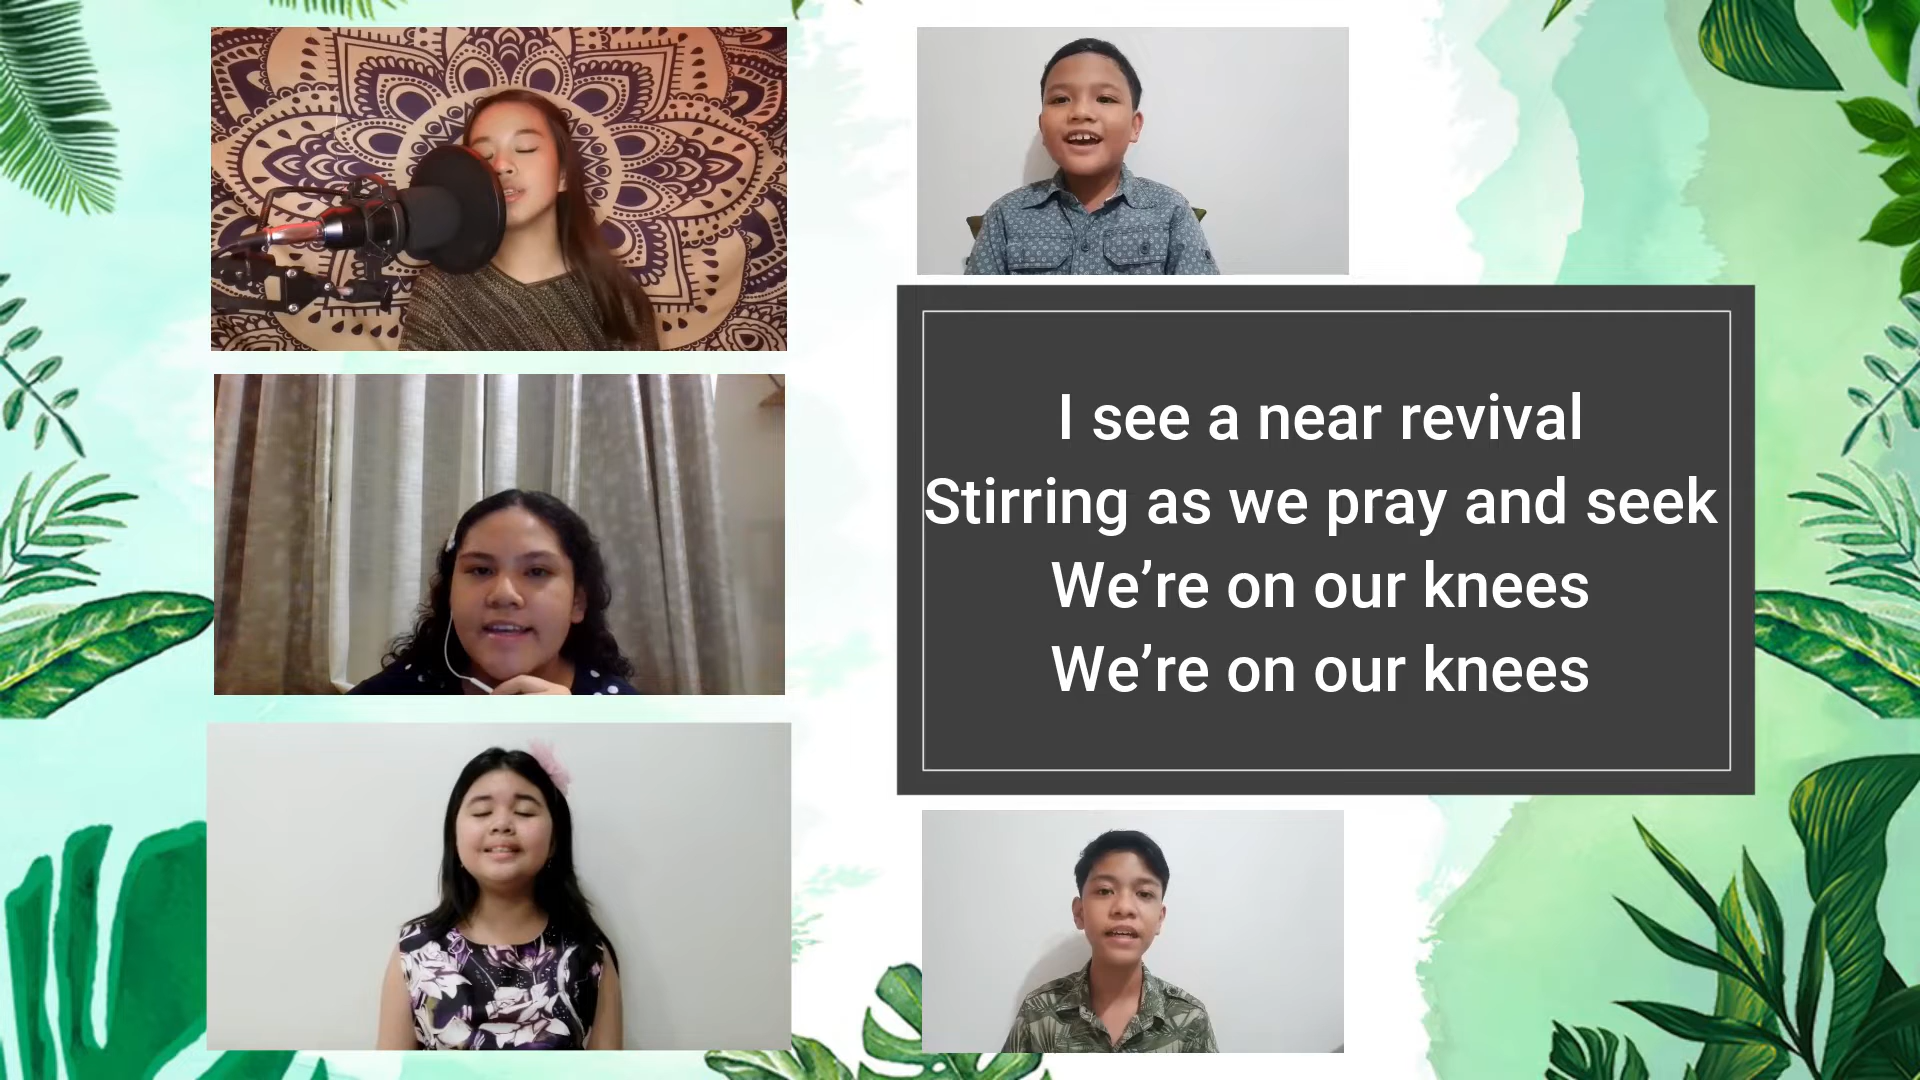 I see a near revival
Stirring as we pray and seek
We’re on our knees
We’re on our knees